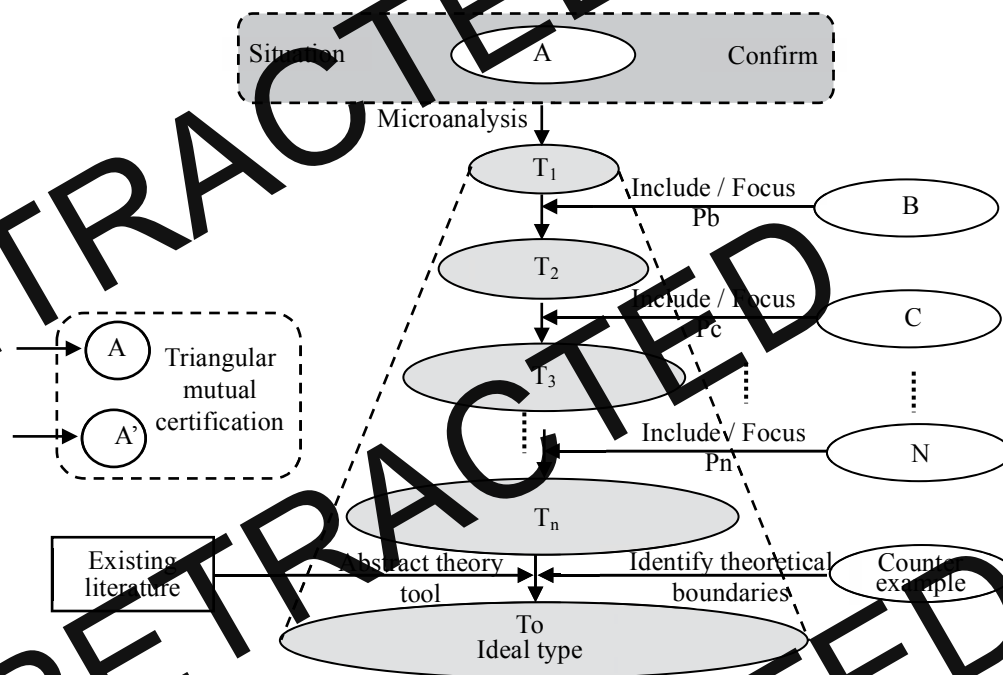 Situation
A
Confirm
Microanalysis
T1
Include / Focus
Pb
B
T2
Include / Focus
Pc
C
T3
A
Triangular
mutual
certification
A’
Include / Focus
Pn
N
Tn
Existing
literature
Abstract theory
tool
Identify theoretical
boundaries
Counter
example
To
Ideal type
RETRACTED
RETRACTED